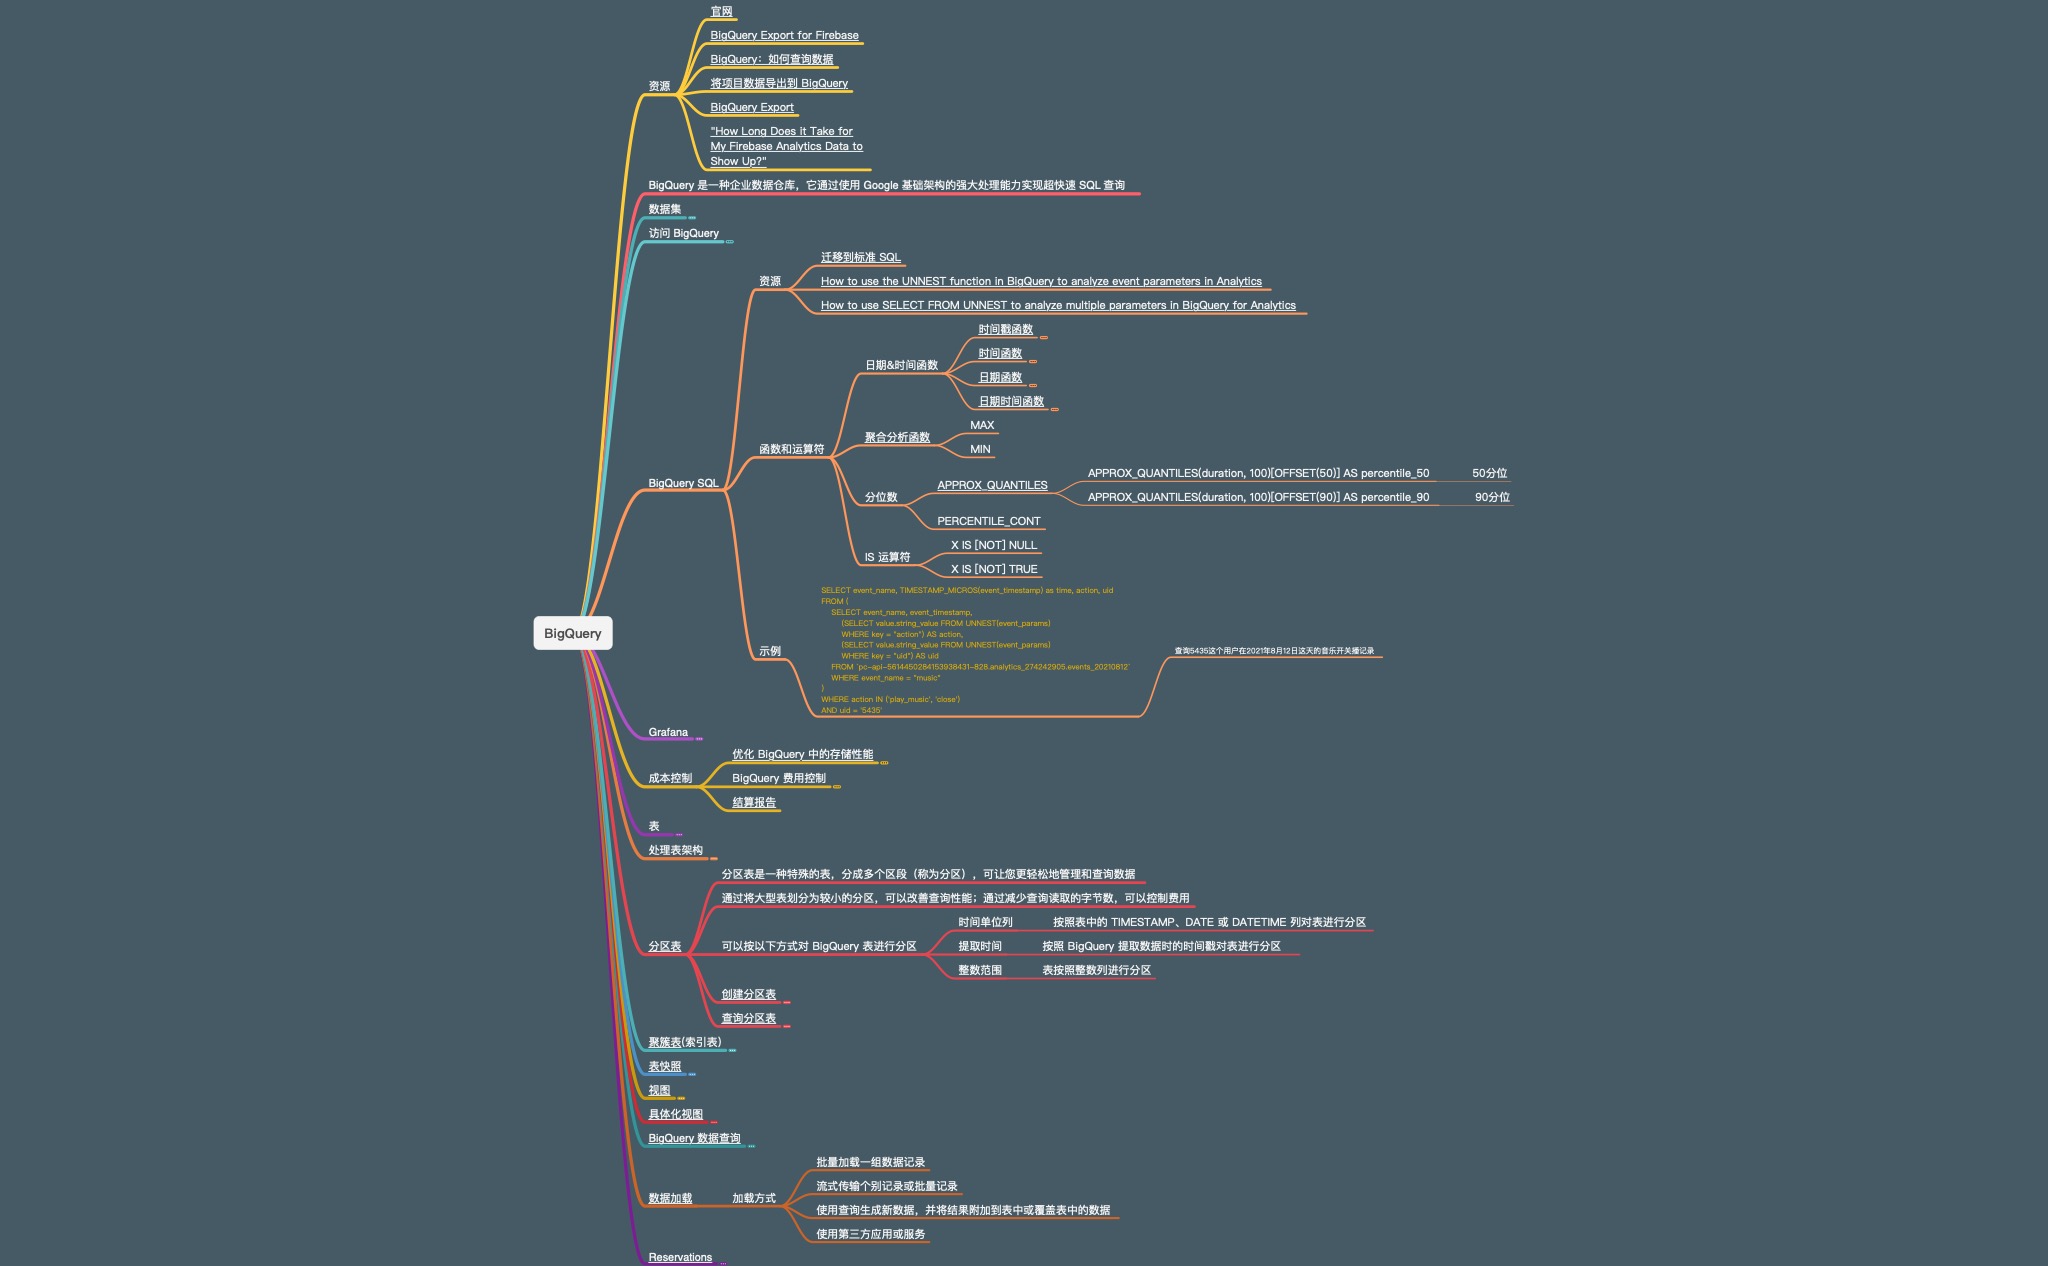 官网
BigQuery Export for Firebase
BigQuery：如何查询数据
资源
将项目数据导出到 BigQuery
BigQuery Export
"How Long Does it Take for
My Firebase Analytics Data to
Show Up?"
BigQuery 是一种企业数据仓库，它通过使用 Google 基础架构的强大处理能力实现超快速 SQL 查询
数据集
访问 BigQuery
迁移到标准 SQL
资源
How to use the UNNEST function in BigQuery to analyze event parameters in Analytics
How to use SELECT FROM UNNEST to analyze multiple parameters in BigQuery for Analytics
时间戳函数
时间函数
日期&时间函数
日期函数
日期时间函数
MAX
聚合分析函数
MIN
函数和运算符
APPROX_QUANTILES(duration, 100)[OFFSET(50)] AS percentile_50 50分位
APPROX_QUANTILES
APPROX_QUANTILES(duration, 100)[OFFSET(90)] AS percentile_90 90分位
分位数
PERCENTILE_CONT
BigQuery SQL
X IS [NOT] NULL
IS 运算符
X IS [NOT] TRUE
SELECT event_name, TIMESTAMP_MICROS(event_timestamp) as time, action, uid
FROM (
SELECT event_name, event_timestamp,
(SELECT value.string_value FROM UNNEST(event_params)
WHERE key = "action") AS action,
(SELECT value.string_value FROM UNNEST(event_params)
WHERE key = "uid") AS uid
FROM `pc-api-5614450284153938431-828.analytics_274242905.events_20210812`
WHERE event_name = "music"
)
WHERE action IN ('play_music', 'close')
AND uid = '5435'
示例
查询5435这个用户在2021年8月12日这天的音乐开关播记录
BigQuery
Grafana
优化 BigQuery 中的存储性能
成本控制
BigQuery 费用控制
结算报告
表
处理表架构
分区表是一种特殊的表，分成多个区段（称为分区），可让您更轻松地管理和查询数据
通过将大型表划分为较小的分区，可以改善查询性能；通过减少查询读取的字节数，可以控制费用
时间单位列 按照表中的 TIMESTAMP、DATE 或 DATETIME 列对表进行分区
分区表
可以按以下方式对 BigQuery 表进行分区
提取时间 按照 BigQuery 提取数据时的时间戳对表进行分区
整数范围 表按照整数列进行分区
创建分区表
查询分区表
聚簇表(索引表)
表快照
视图
具体化视图
BigQuery 数据查询
批量加载一组数据记录
流式传输个别记录或批量记录
数据加载
加载方式
使用查询生成新数据，并将结果附加到表中或覆盖表中的数据
使用第三方应用或服务
Reservations